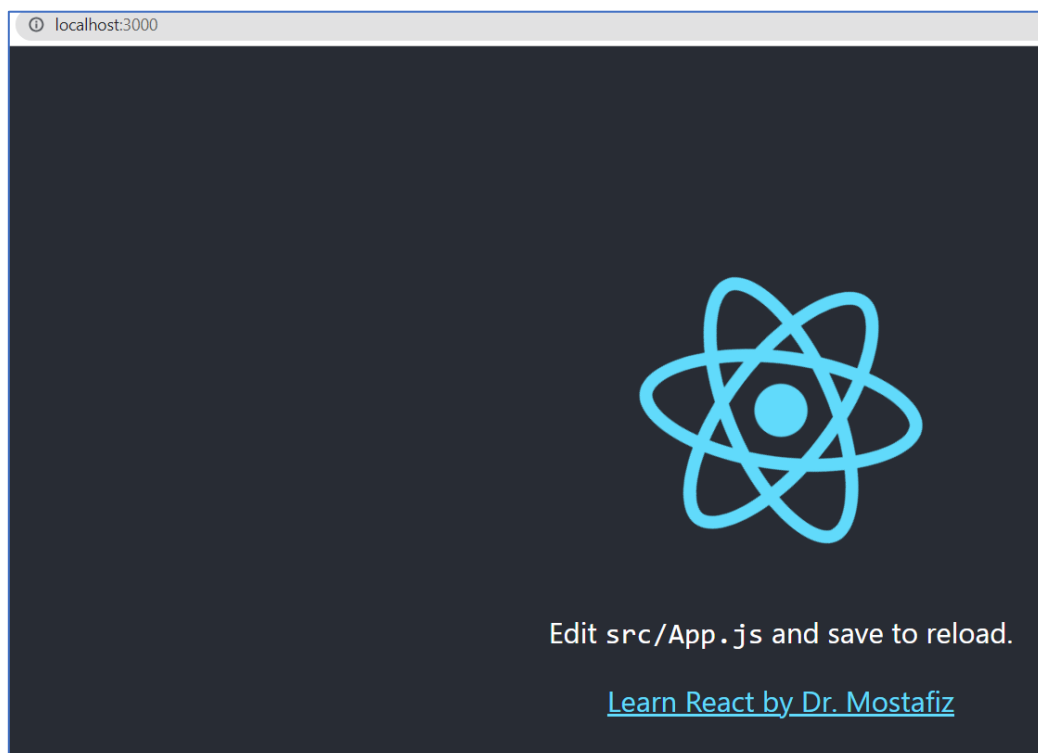 localhost:3000
Edit src/App.js and save to reload.
Learn React by Dr. Mostafiz